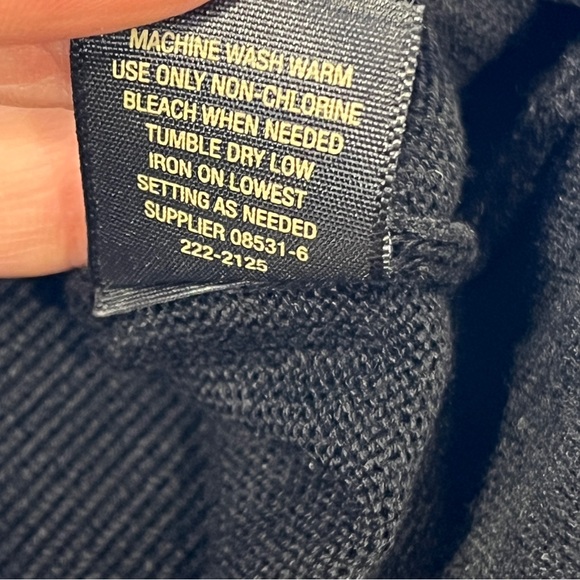 MACHINE WASH WARM
USE ONLY NON-CHLORINE
BLEACH WHEN NEEDED
TUMBLE DRY LOW
IRON ON LOWEST
SETTING AS NEEDED
SUPPLIER 08531-6
222-2125